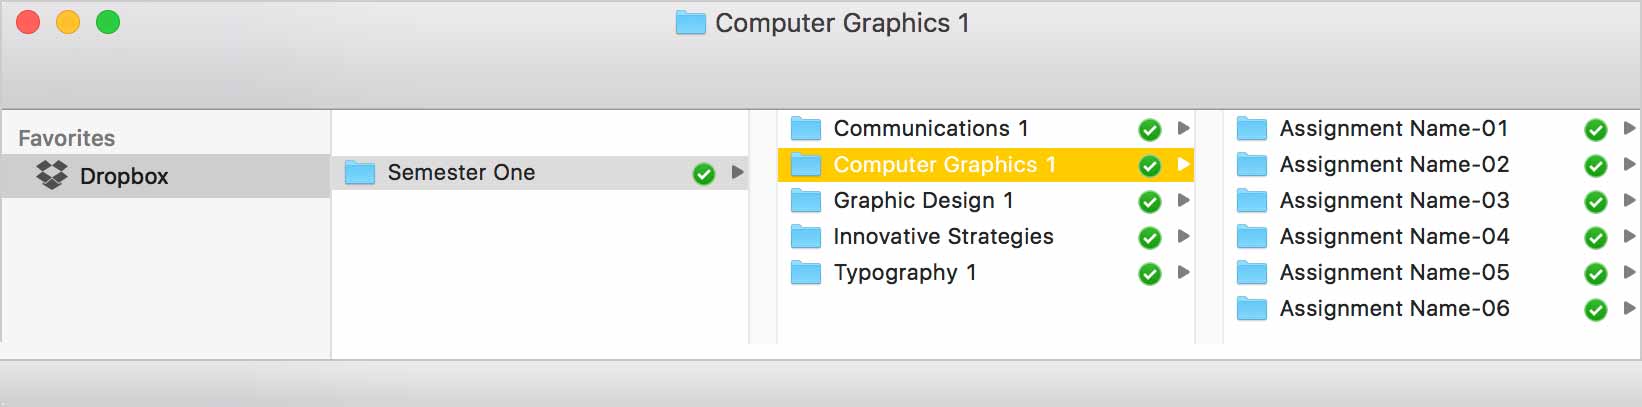 Computer Graphics 1
Favorites
Dropbox
Semester One
Communications 1
Computer Graphics 1
Graphic Design 1
Innovative Strategies
Typography 1
Assignment Name-01
Assignment Name-02
Assignment Name-03
Assignment Name-04
Assignment Name-05
Assignment Name-06